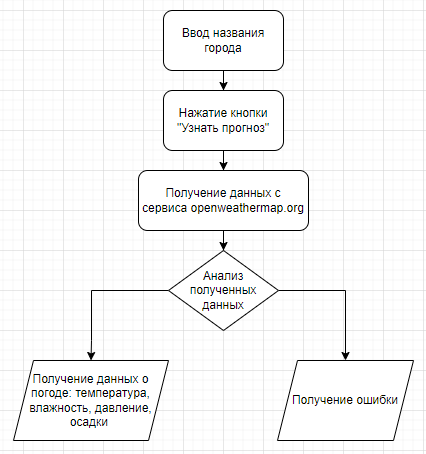 Ввод названия
города
Нажатие кнопки
"Узнать прогноз"
Получение данных с
сервиса openweathermap.org
Анализ
полученных
данных
Получение данных о
погоде: температура,
влажность, давление,
осадки
Получение ошибки